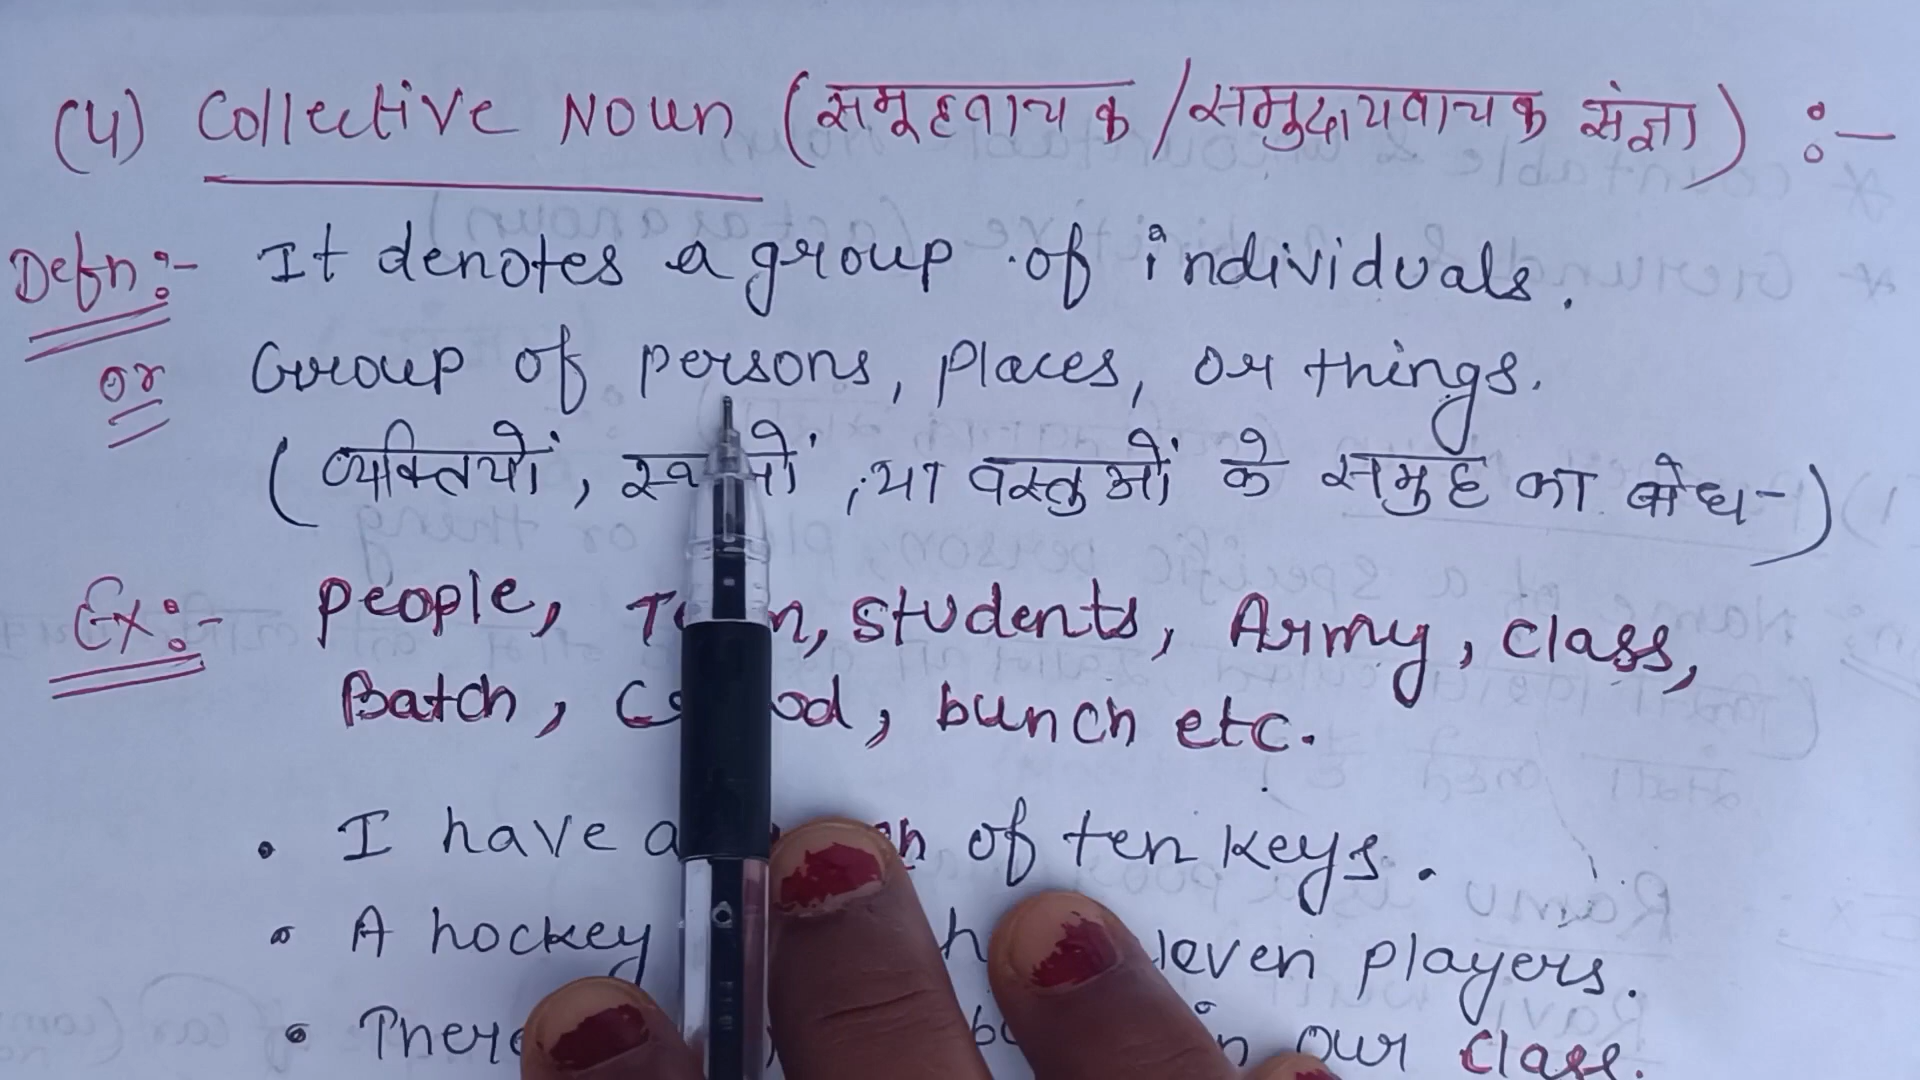 (4) Collective Noun (समूहवाचक/समुदायवाचक संज्ञा) :-
Defn:- It denotes a group of individuals.
or Group of persons, places, or things.
(व्यक्तियों, या वस्तुओं के समुह का बोध-)
Ex:- people, students, Army, class,
Batch, bunch etc.
• I have a of ten keys.
• A hockey players.
• our class.